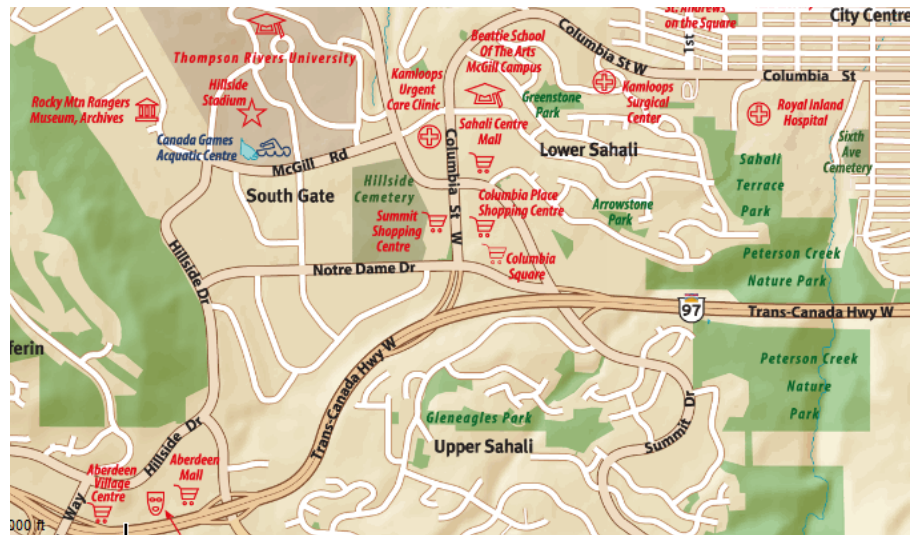 St. Andrews
on the Square
City Centre
1st
Columbia St W
Columbia St
Thompson Rivers University
Beattie School
Of The Arts
McGill Campus
Kamloops
Urgent
Care Clinic
Hillside
Stadium
Rocky Mtn Rangers
Museum, Archives
Greenstone
Park
Kamloops
Surgical
Center
Royal Inland
Hospital
Canada Games
Acquatic Centre
Sahali Centre
Mall
Lower Sahali
Sixth
Ave
Cemetery
McGill Rd
Columbia St W
Sahali
Terrace
Park
South Gate
Hillside
Cemetery
Columbia Place
Shopping Centre
Arrowstone
Park
Summit
Shopping
Centre
Hillside Dr
Notre Dame Dr
Columbia
Square
Peterson Creek
Nature Park
97
Trans-Canada Hwy W
ferin
Trans-Canada Hwy W
Peterson Creek
Nature
Park
Gleneagles Park
Upper Sahali
Summit Dr
Hillside Dr
Aberdeen
Village
Centre
Aberdeen
Mall
Way
000 ft